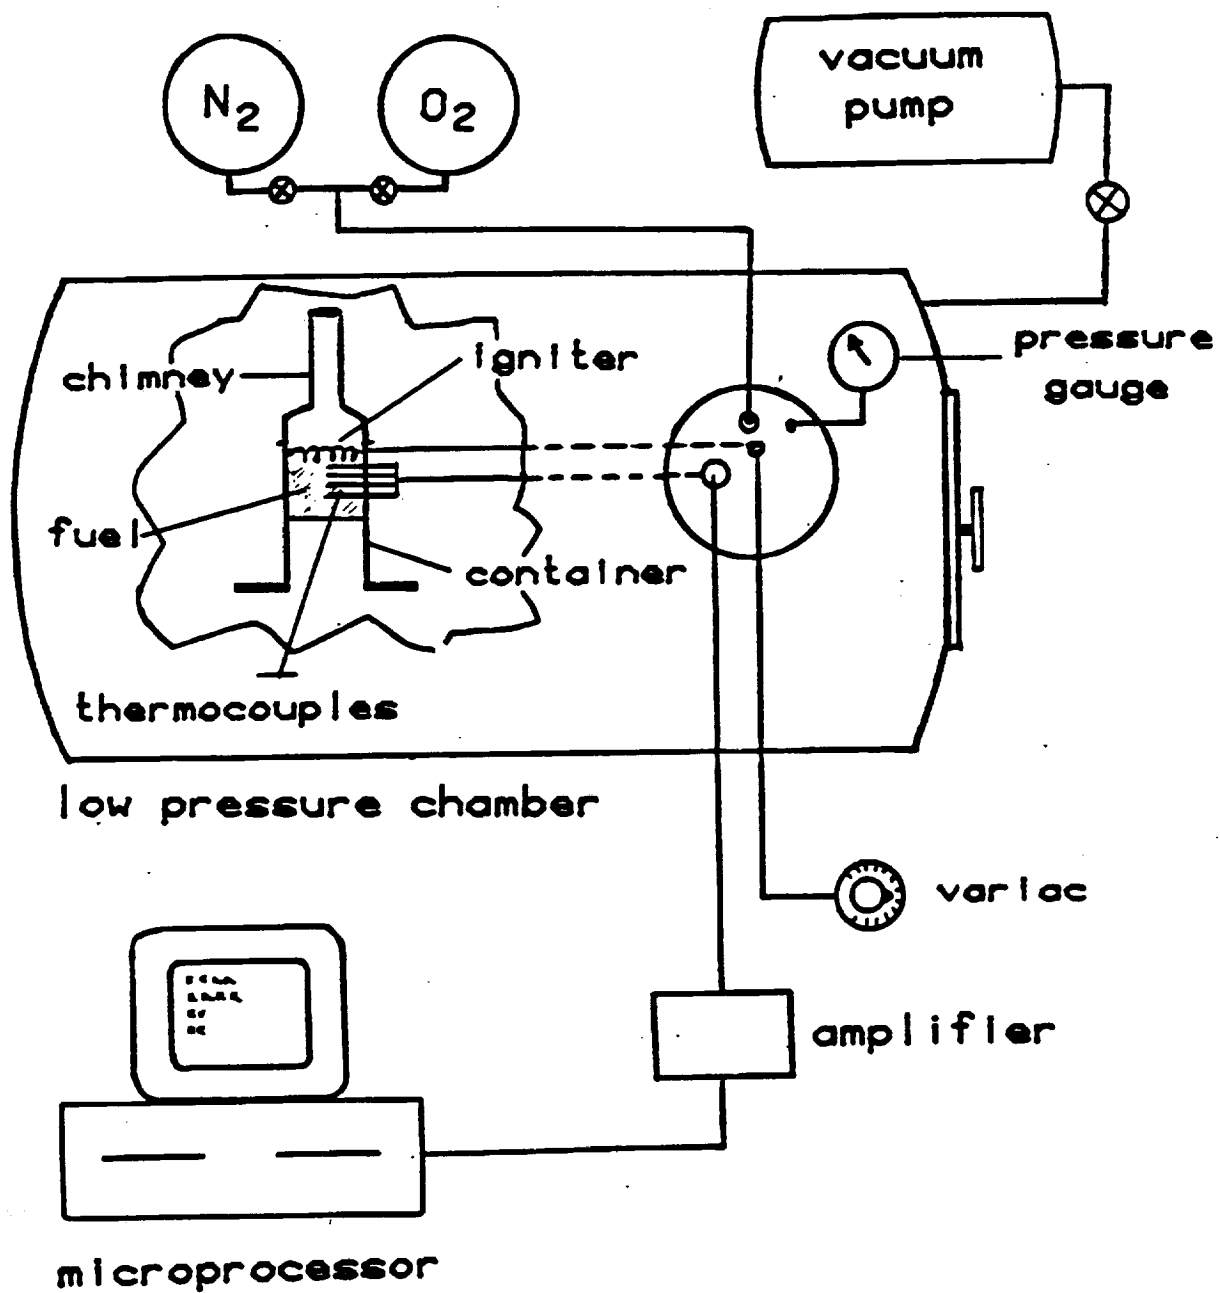 N2
O2
vacuum
pump
pressure
gauge
igniter
chimney
fuel
container
thermocouples
low pressure chamber
variac
amplifier
microprocessor